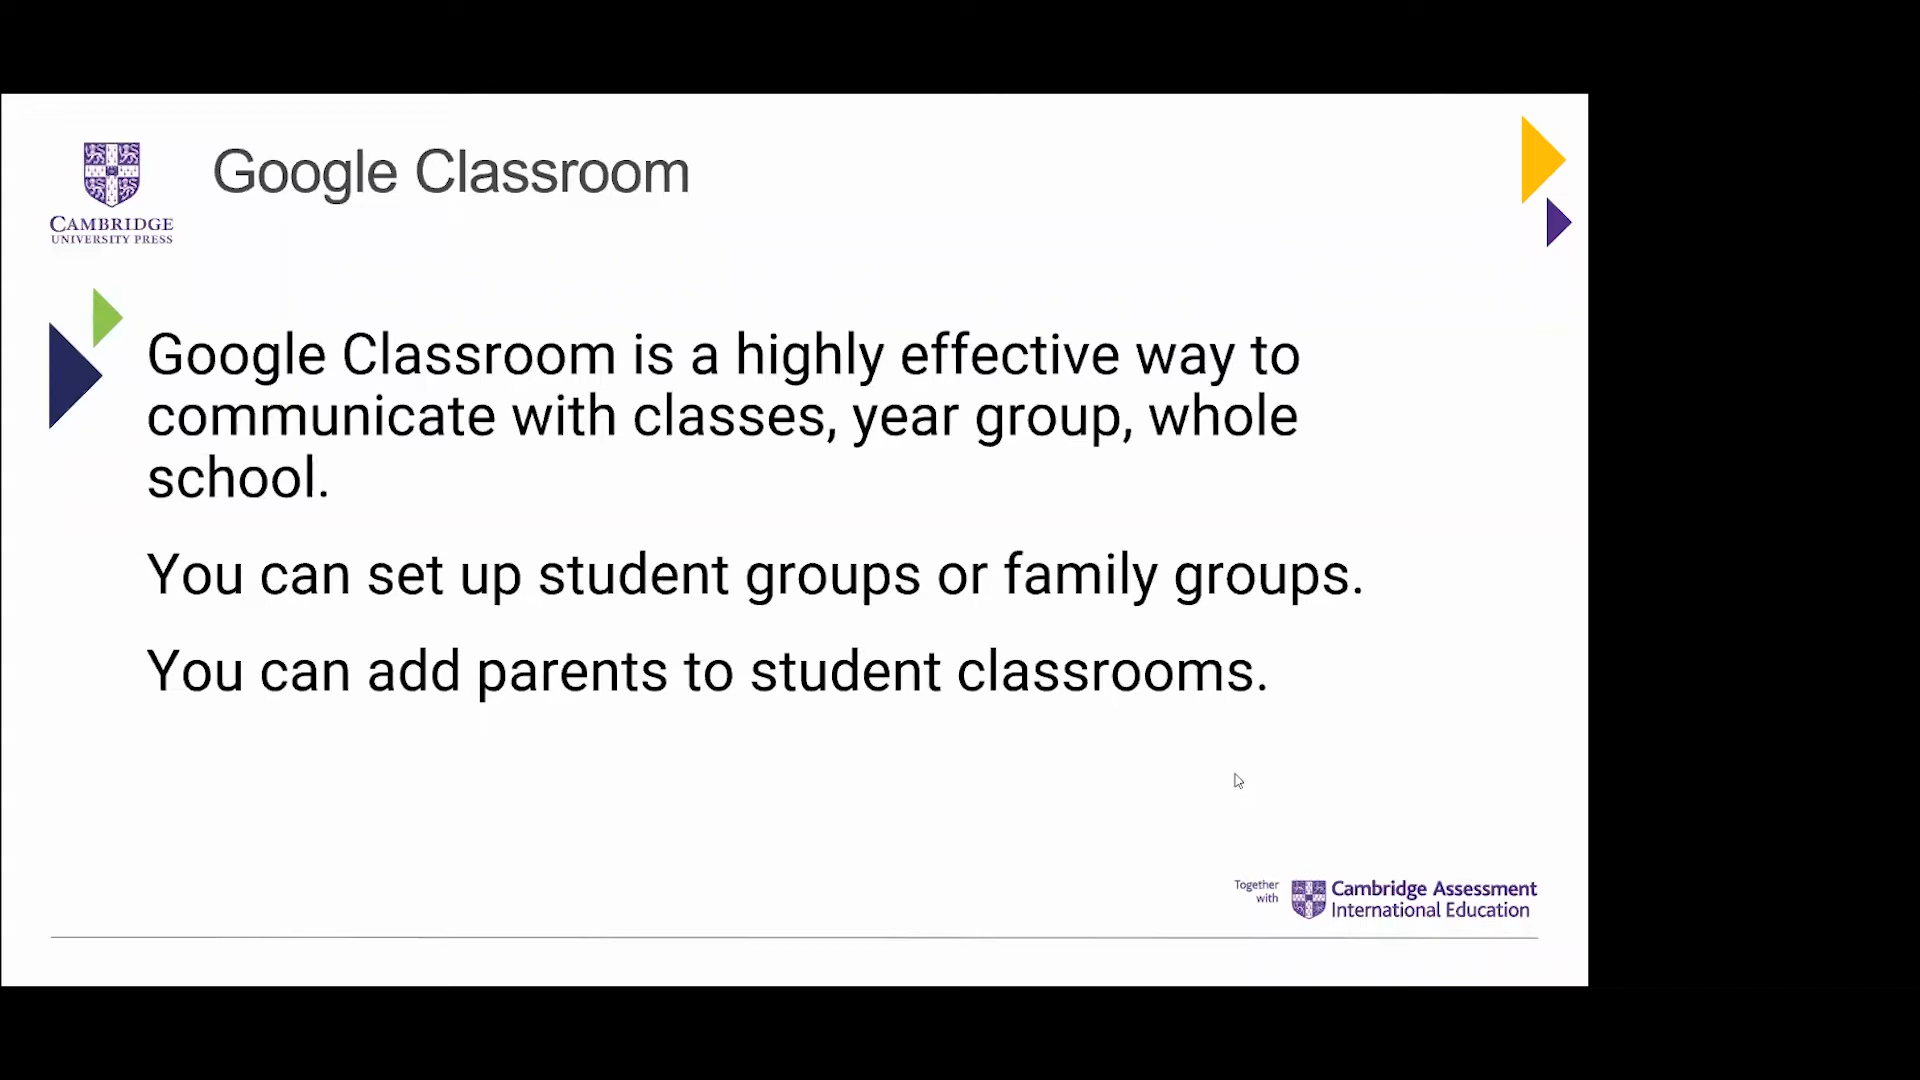 CAMBRIDGE
UNIVERSITY PRESS
Google Classroom
Google Classroom is a highly effective way to
communicate with classes, year group, whole
school.
You can set up student groups or family groups.
You can add parents to student classrooms.
Together
with
Cambridge Assessment
International Education